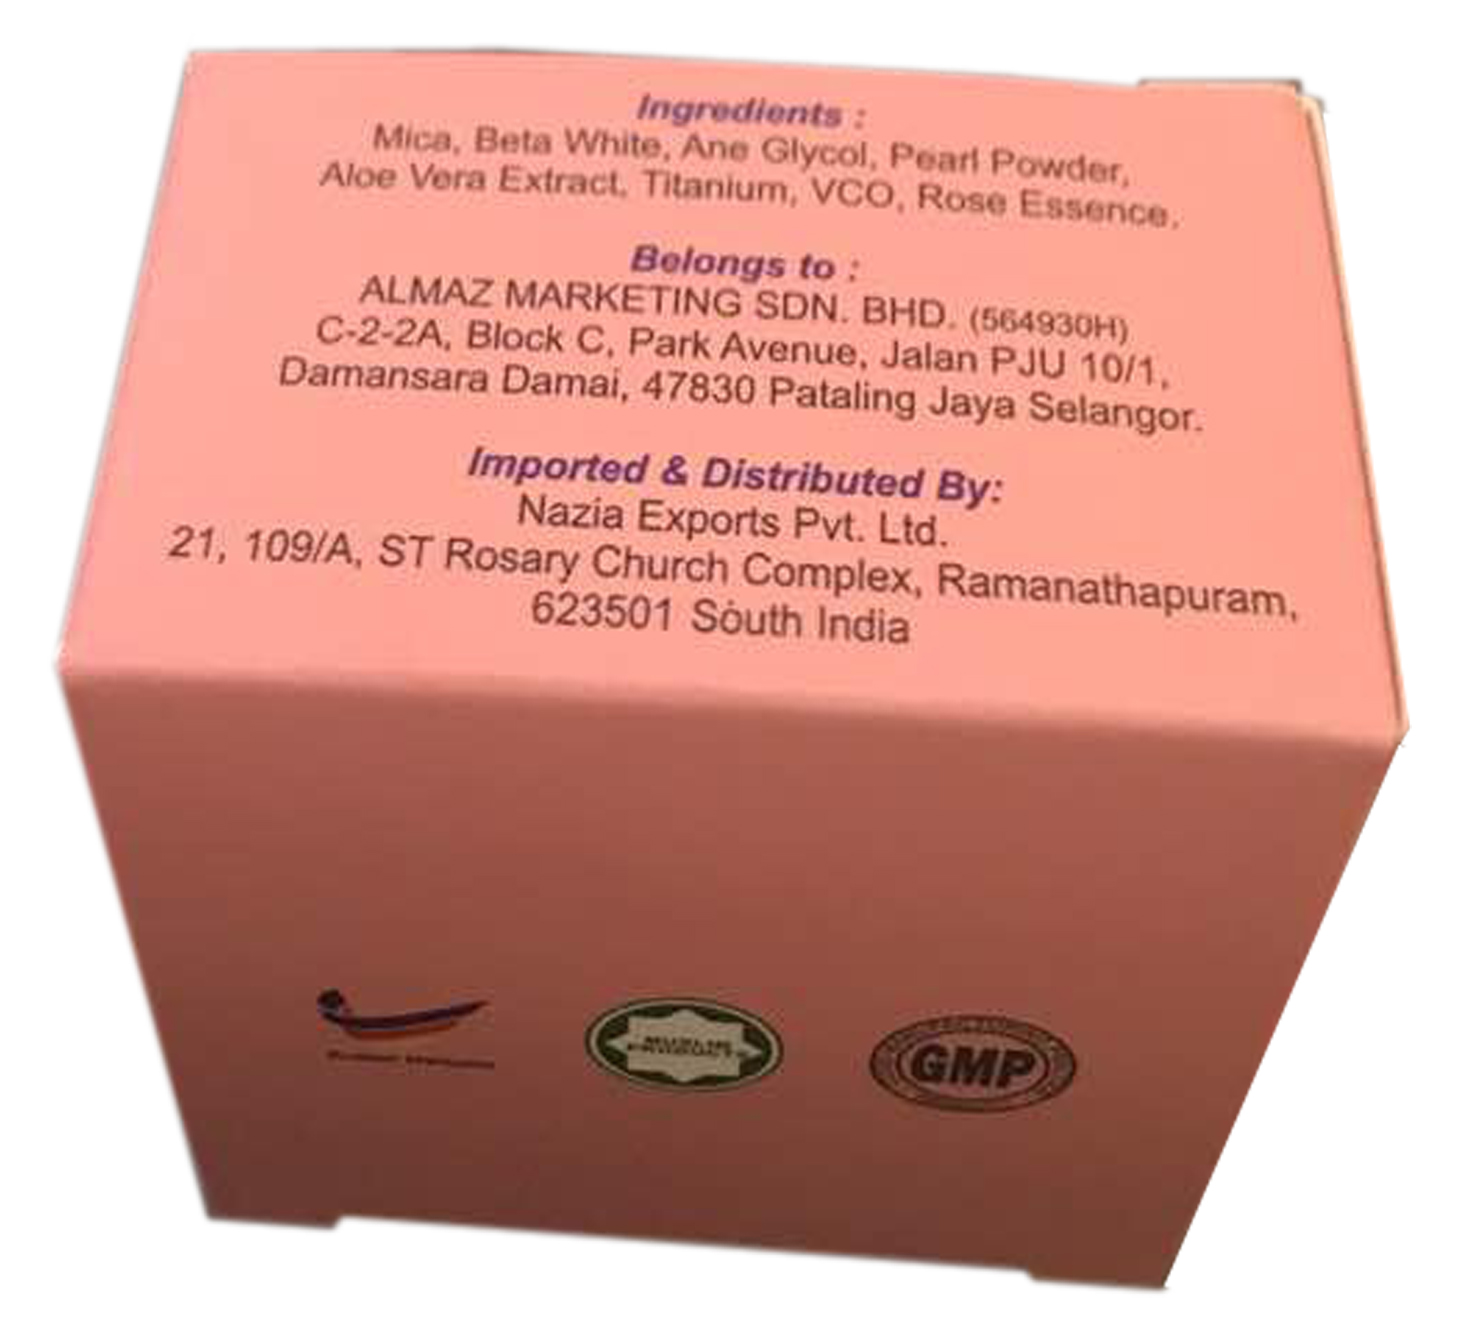 Ingredients :
Mica, Beta White, Ane Glycol, Pearl Powder,
Aloe Vera Extract, Titanium, VCO, Rose Essence.
Belongs to :
ALMAZ MARKETING SDN. BHD. (564930H)
C-2-2A, Block C, Park Avenue, Jalan PJU 10/1,
Damansara Damai, 47830 Pataling Jaya Selangor.
Imported & Distributed By:
Nazia Exports Pvt. Ltd.
21, 109/A, ST Rosary Church Complex, Ramanathapuram,
623501 South India
MUSLIM
PRODUCTS
GMP